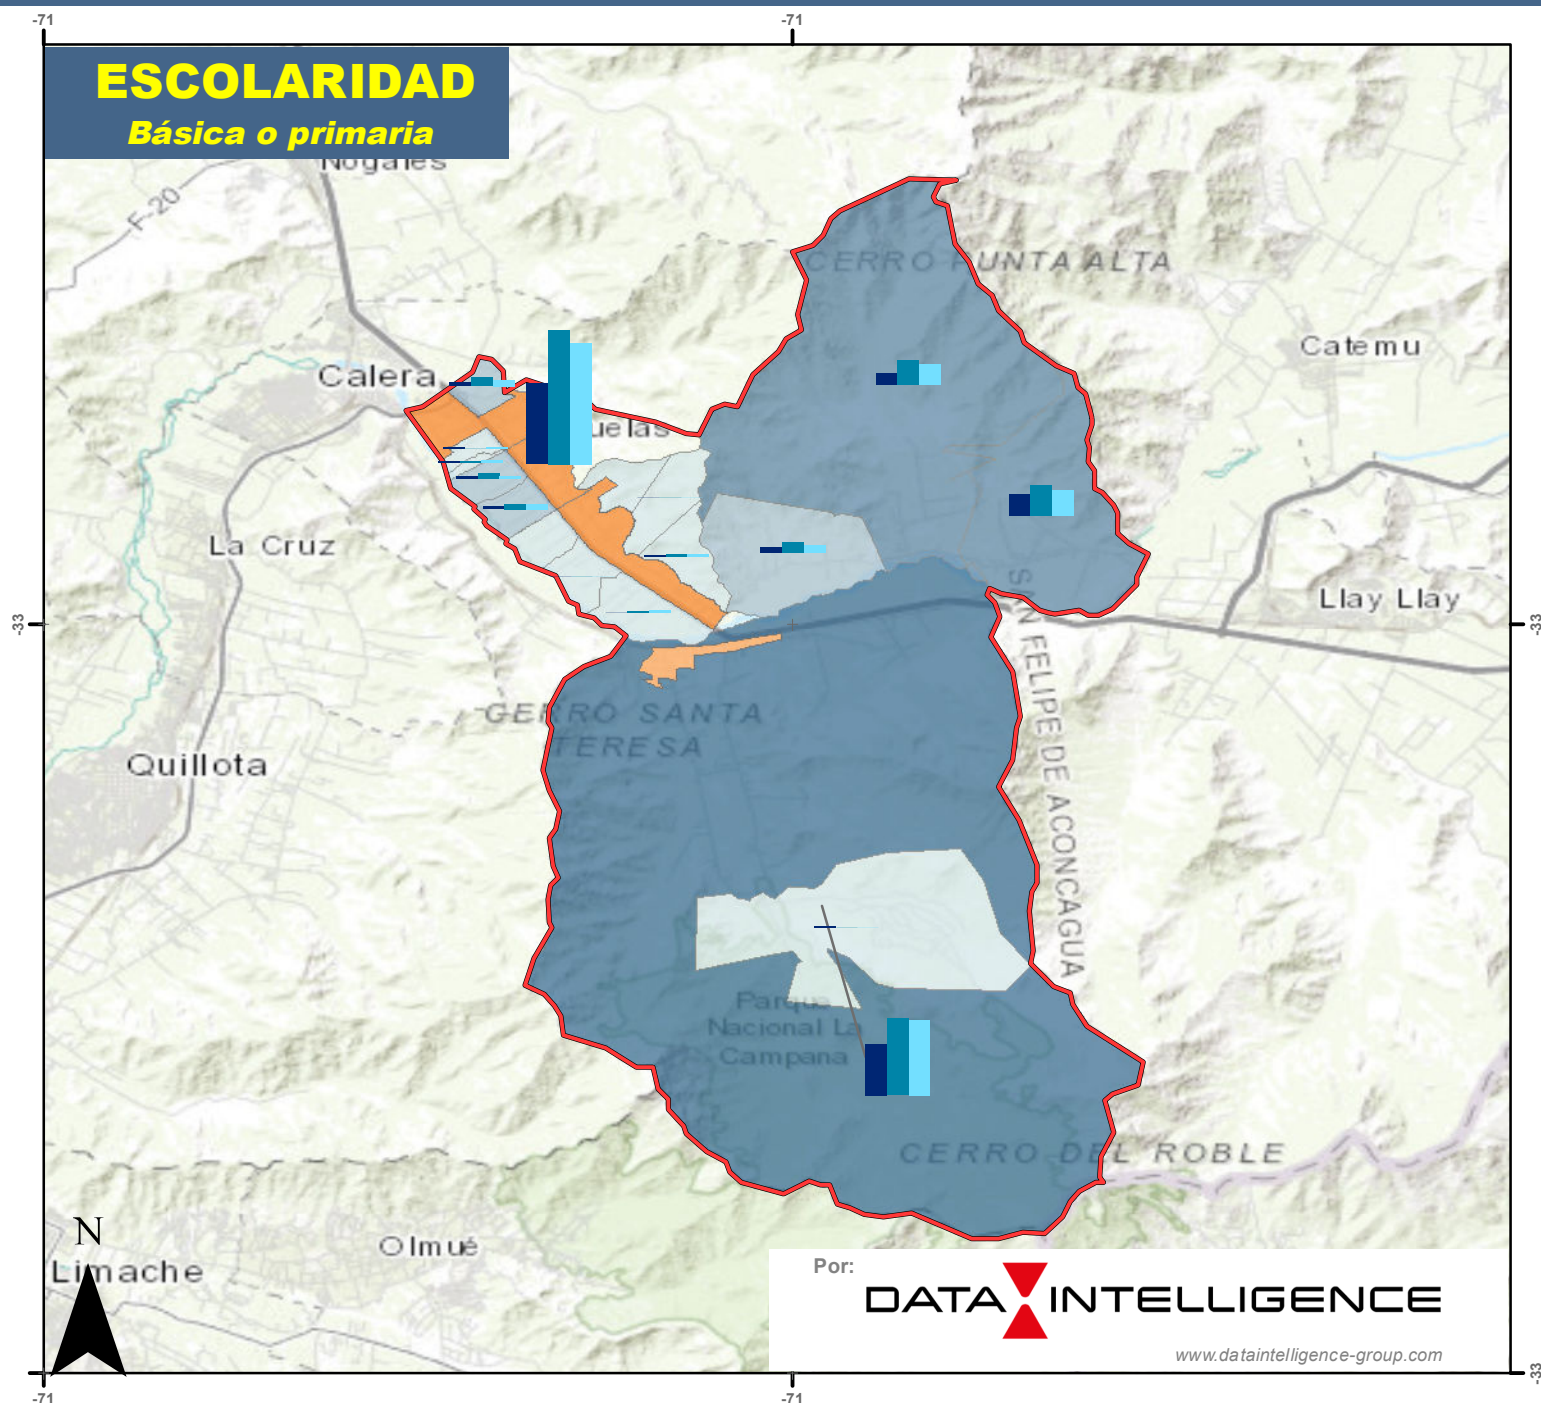 -71
-71
ESCOLARIDAD
Básica o primaria
Nogales
F-20
CERRO PUNTA ALTA
Catemu
Calera
uelas
La Cruz
Llay Llay
-33
-33
SAN FELIPE DE ACONCAGUA
CERRO SANTA
TERESA
Quillota
Parque
Nacional La
Campana
CERRO DEL ROBLE
N
Olmué
Limache
Por:
DATA INTELLIGENCE
www.dataintelligence-group.com
-33
-71
-71